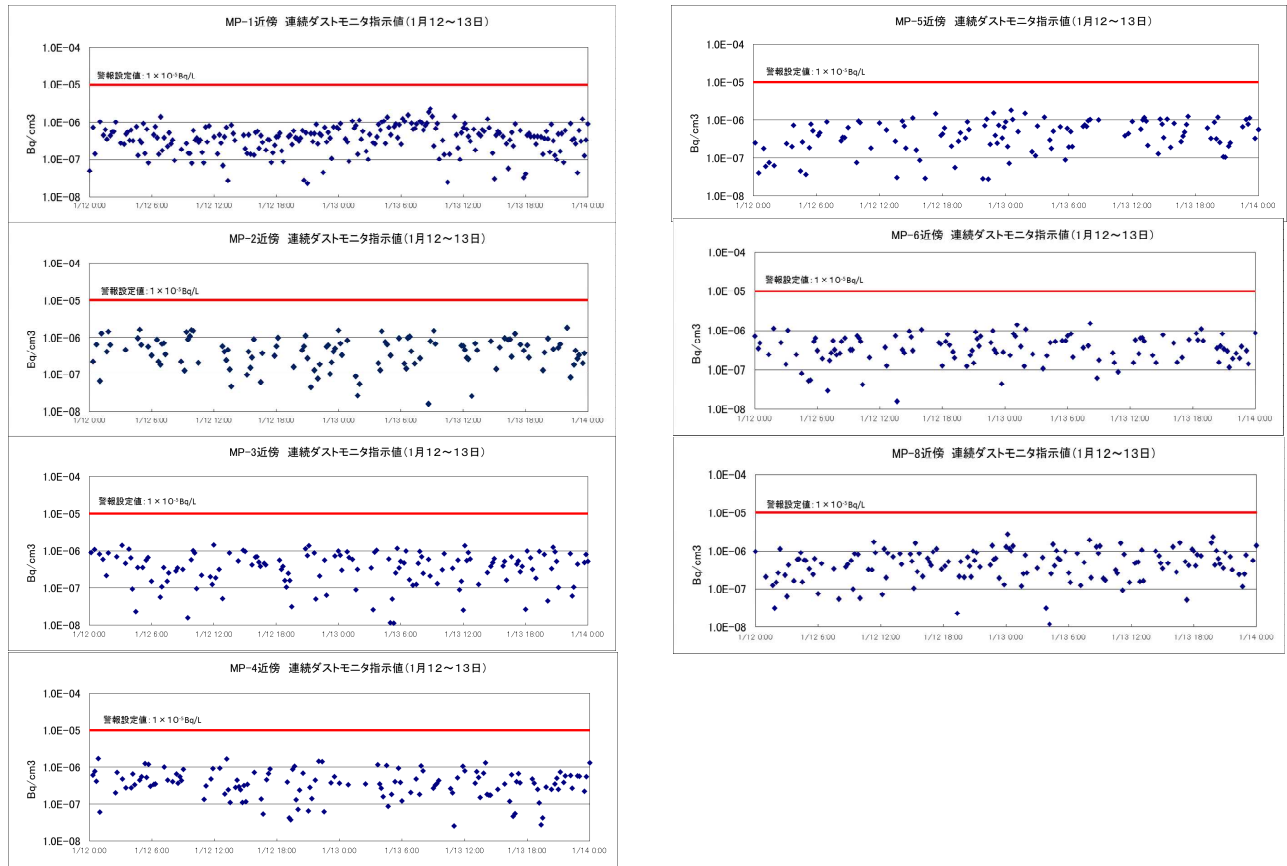 MP-1近傍 連続ダストモニタ指示値(1月12～13日)
Bq/cm3
1.0E-04
1.0E-05
1.0E-06
1.0E-07
1.0E-08
警報設定値：1×10⁻⁵Bq/L
1/12 0:00 1/12 6:00 1/12 12:00 1/12 18:00 1/13 0:00 1/13 6:00 1/13 12:00 1/13 18:00 1/14 0:00
MP-2近傍 連続ダストモニタ指示値(1月12～13日)
Bq/cm3
1.0E-04
1.0E-05
1.0E-06
1.0E-07
1.0E-08
警報設定値：1×10⁻⁵Bq/L
1/12 0:00 1/12 6:00 1/12 12:00 1/12 18:00 1/13 0:00 1/13 6:00 1/13 12:00 1/13 18:00 1/14 0:00
MP-3近傍 連続ダストモニタ指示値(1月12～13日)
Bq/cm3
1.0E-04
1.0E-05
1.0E-06
1.0E-07
1.0E-08
警報設定値：1×10⁻⁵Bq/L
1/12 0:00 1/12 6:00 1/12 12:00 1/12 18:00 1/13 0:00 1/13 6:00 1/13 12:00 1/13 18:00 1/14 0:00
MP-4近傍 連続ダストモニタ指示値(1月12～13日)
Bq/cm3
1.0E-04
1.0E-05
1.0E-06
1.0E-07
1.0E-08
警報設定値：1×10⁻⁵Bq/L
1/12 0:00 1/12 6:00 1/12 12:00 1/12 18:00 1/13 0:00 1/13 6:00 1/13 12:00 1/13 18:00 1/14 0:00
MP-5近傍 連続ダストモニタ指示値(1月12～13日)
Bq/cm3
1.0E-04
1.0E-05
1.0E-06
1.0E-07
1.0E-08
警報設定値：1×10⁻⁵Bq/L
1/12 0:00 1/12 6:00 1/12 12:00 1/12 18:00 1/13 0:00 1/13 6:00 1/13 12:00 1/13 18:00 1/14 0:00
MP-6近傍 連続ダストモニタ指示値(1月12～13日)
Bq/cm3
1.0E-04
1.0E-05
1.0E-06
1.0E-07
1.0E-08
警報設定値：1×10⁻⁵Bq/L
1/12 0:00 1/12 6:00 1/12 12:00 1/12 18:00 1/13 0:00 1/13 6:00 1/13 12:00 1/13 18:00 1/14 0:00
MP-8近傍 連続ダストモニタ指示値(1月12～13日)
Bq/cm3
1.0E-04
1.0E-05
1.0E-06
1.0E-07
1.0E-08
警報設定値：1×10⁻⁵Bq/L
1/12 0:00 1/12 6:00 1/12 12:00 1/12 18:00 1/13 0:00 1/13 6:00 1/13 12:00 1/13 18:00 1/14 0:00